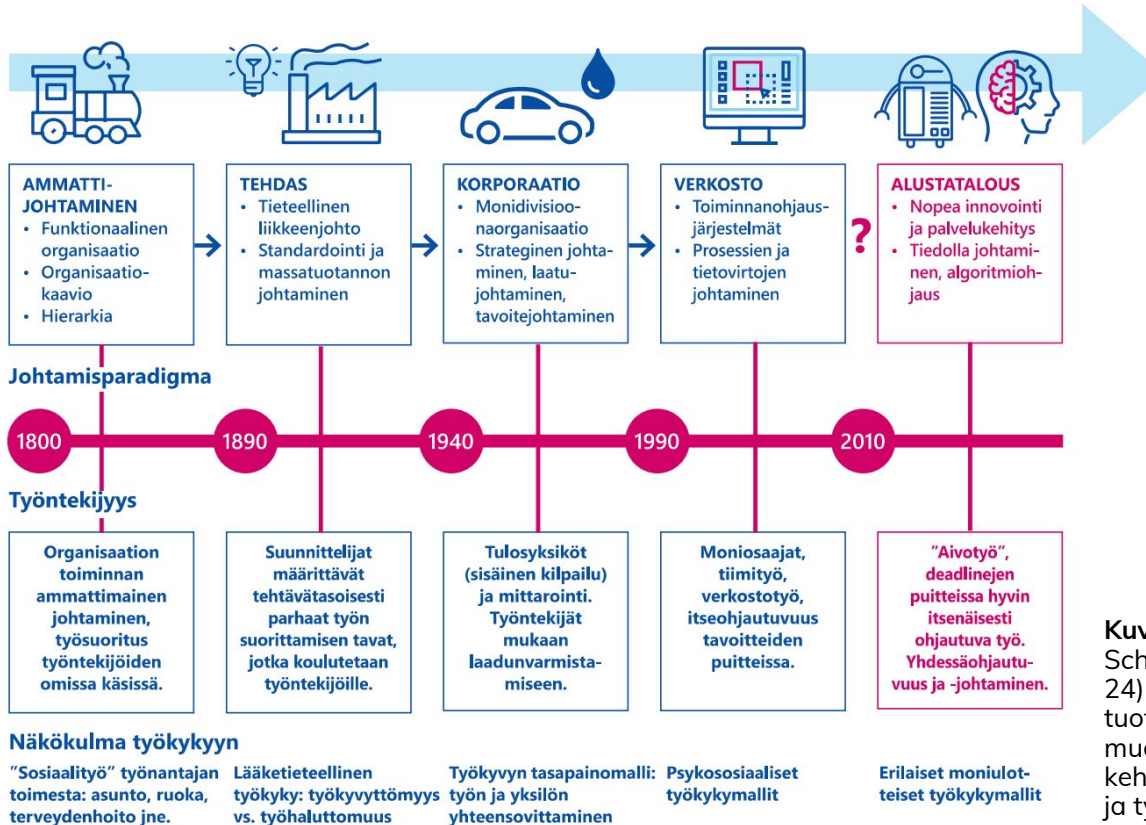 AMMATTI-
JOHTAMINEN
• Funktionaalinen
organisaatio
• Organisaatio-
kaavio
• Hierarkia
TEHDAS
• Tieteellinen
liikkeenjohto
• Standardointi ja
massatuotannon
johtaminen
KORPORAATIO
• Monidivisioo-
naorganisaatio
• Strateginen johta-
minen, laatu-
johtaminen,
tavoitejohtaminen
VERKOSTO
• Toiminnanohjaus-
järjestelmät
• Prosessien ja
tietovirtojen
johtaminen
?
ALUSTATALOUS
• Nopea innovointi
ja palvelukehitys
• Tiedolla johtami-
nen, algoritmioh-
jaus
Johtamisparadigma
1800
1890
1940
1990
2010
Työntekijyys
Organisaation
toiminnan
ammattimainen
johtaminen,
työsuoritus
työntekijöiden
omissa käsissä.
Suunnittelijat
määrittävät
tehtävätasoisesti
parhaat työn
suorittamisen tavat,
jotka koulutetaan
työntekijöille.
Tulosyksiköt
(sisäinen kilpailu)
ja mittarointi.
Työntekijät
mukaan
laadunvarmista-
miseen.
Moniosaajat,
tiimityö,
verkostotyö,
itseohjautuvuus
tavoitteiden
puitteissa.
"Aivotyö",
deadlinejen
puitteissa hyvin
itsenäisesti
ohjautuva työ.
Yhdessäohjautu-
vuus ja -johtaminen.
Näkökulma työkykyyn
"Sosiaalityö" työnantajan
toimesta: asunto, ruoka,
terveydenhoito jne.
Lääketieteellinen
työkyky: työkyvyttömyys
vs. työhaluttomuus
Työkyvyn tasapainomalli:
työn ja yksilön
yhteensovittaminen
Psykososiaaliset
työkykymallit
Erilaiset moniulot-
teiset työkykymallit
Kuv
Sch
24)
tuot
ja ty